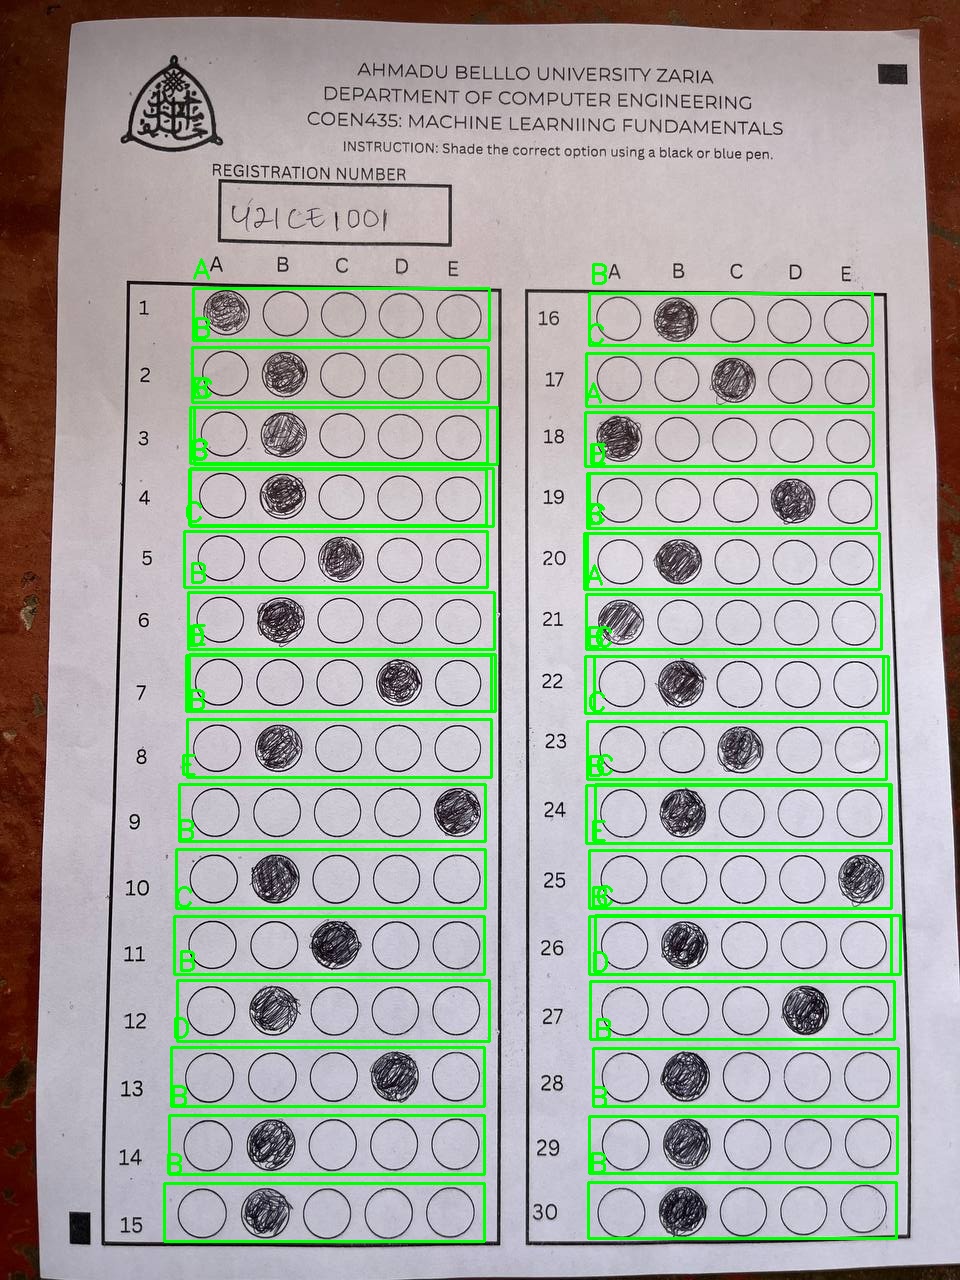 AHMADU BELLLO UNIVERSITY ZARIA
DEPARTMENT OF COMPUTER ENGINEERING
COEN435: MACHINE LEARNIING FUNDAMENTALS
INSTRUCTION: Shade the correct option using a black or blue pen.
REGISTRATION NUMBER
U21CE1001
A A B C D E
1
B
2
3
4
C
5
B
6
7
B
8
E
9
B
10
C
11
B
12
D
13
B
14
B
15
B A B C D E
16
C
17
A
18
19
20
A
21
22
C
23
24
E
25
26
D
27
B
28
B
29
B
30